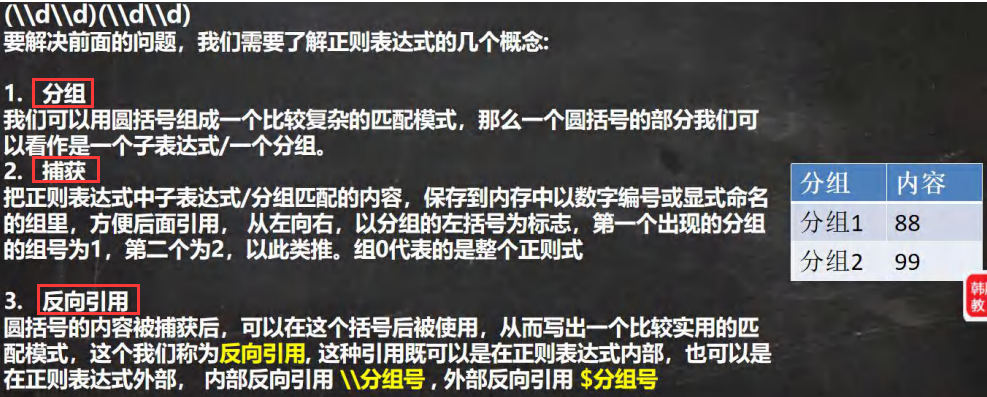 (\\d\\d)(\\d\\d)
要解决前面的问题，我们需要了解正则表达式的几个概念:
1. 分组
我们可以用圆括号组成一个比较复杂的匹配模式，那么一个圆括号的部分我们可
以看作是一个子表达式/一个分组。
2. 捕获
把正则表达式中子表达式/分组匹配的内容，保存到内存中以数字编号或显式命名
的组里，方便后面引用， 从左向右，以分组的左括号为标志，第一个出现的分组
的组号为1，第二个为2，以此类推。组0代表的是整个正则式
分组 内容
分组1 88
分组2 99
3. 反向引用
圆括号的内容被捕获后，可以在这个括号后被使用，从而写出一个比较实用的匹
配模式，这个我们称为反向引用, 这种引用既可以是在正则表达式内部，也可以是
在正则表达式外部， 内部反向引用 \\分组号 , 外部反向引用 $分组号
教